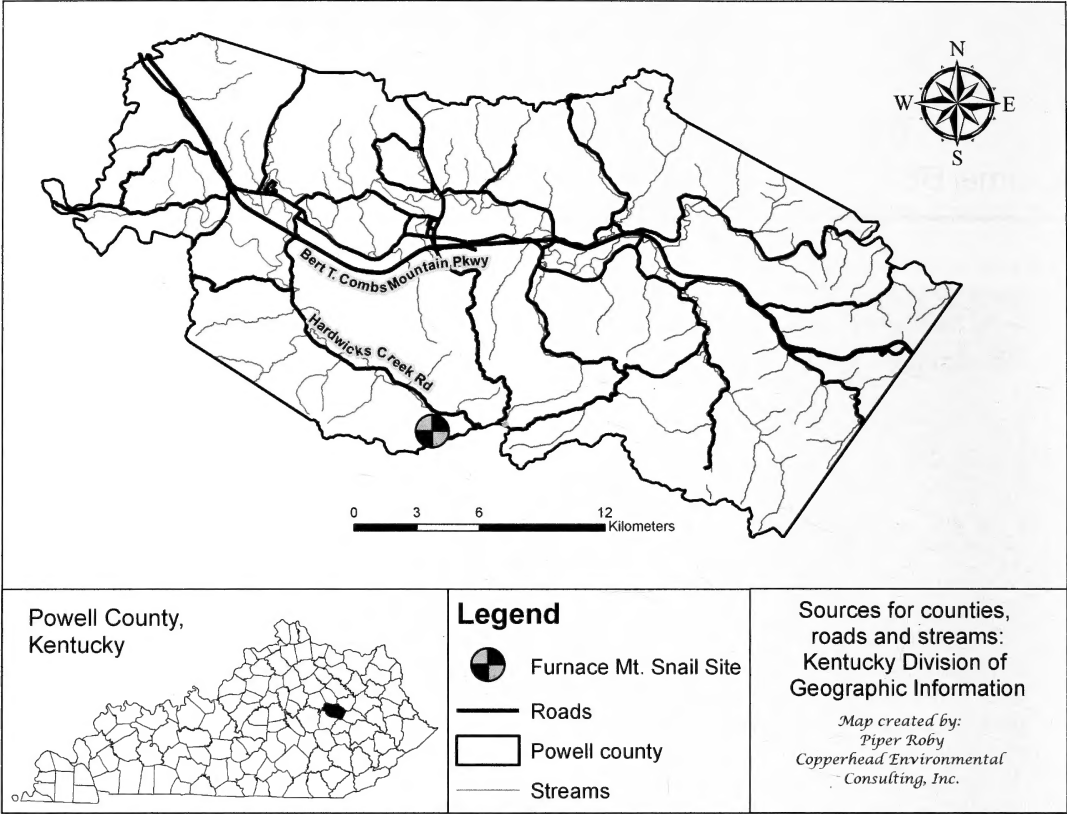 N
W E
S
Bert T. Combs Mountain Pkwy
Hardwicks Creek Rd
0 3 6 12
Kilometers
Powell County,
Kentucky
Legend
Furnace Mt. Snail Site
Roads
Powell county
Streams
Sources for counties,
roads and streams:
Kentucky Division of
Geographic Information
Map created by:
Piper Roby
Copperhead Environmental
Consulting, Inc.